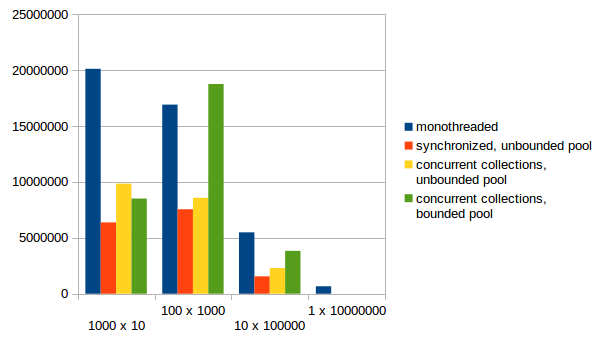 25000000
20000000
15000000
10000000
5000000
0
1000 x 10
100 x 1000
10 x 100000
1 x 10000000
monothreaded
synchronized, unbounded pool
concurrent collections,
unbounded pool
concurrent collections,
bounded pool